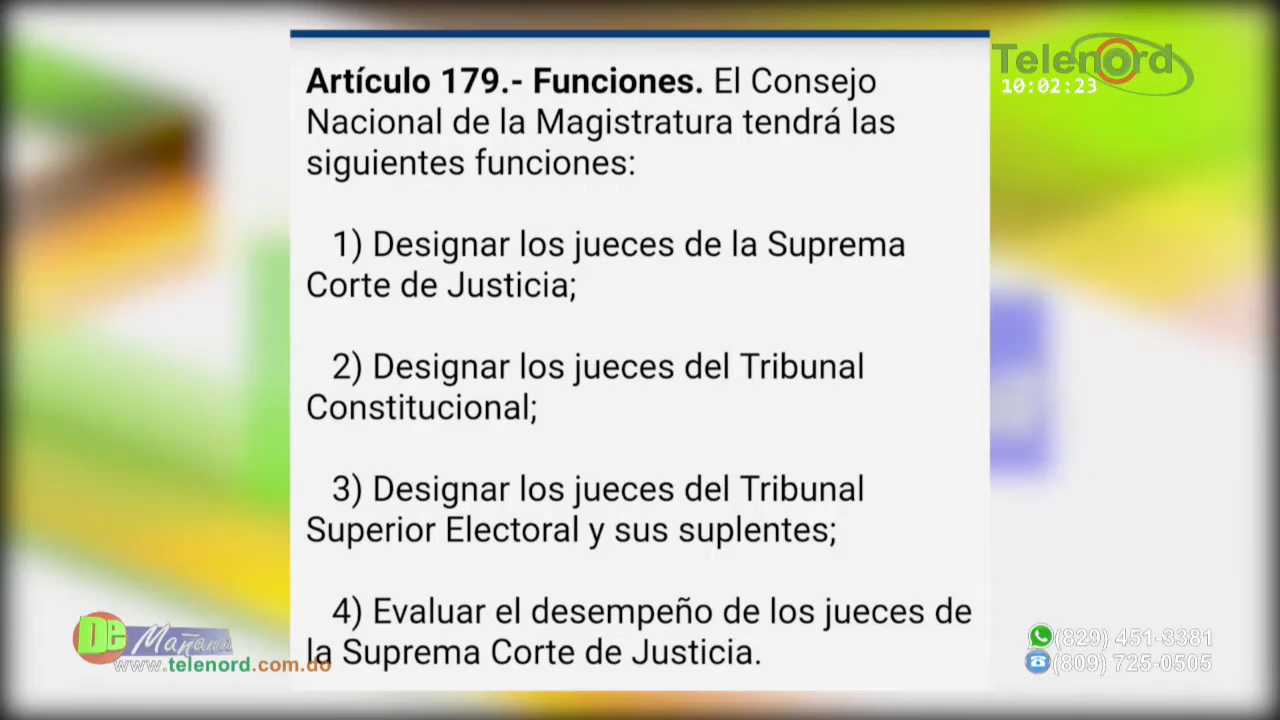 Telenord
10:02:23
Artículo 179.- Funciones. El Consejo
Nacional de la Magistratura tendrá las
siguientes funciones:
1) Designar los jueces de la Suprema
Corte de Justicia;
2) Designar los jueces del Tribunal
Constitucional;
3) Designar los jueces del Tribunal
Superior Electoral y sus suplentes;
4) Evaluar el desempeño de los jueces de
la Suprema Corte de Justicia.
De Mañana
www.telenord.com.do
(829) 451-3381
(809) 725-0505